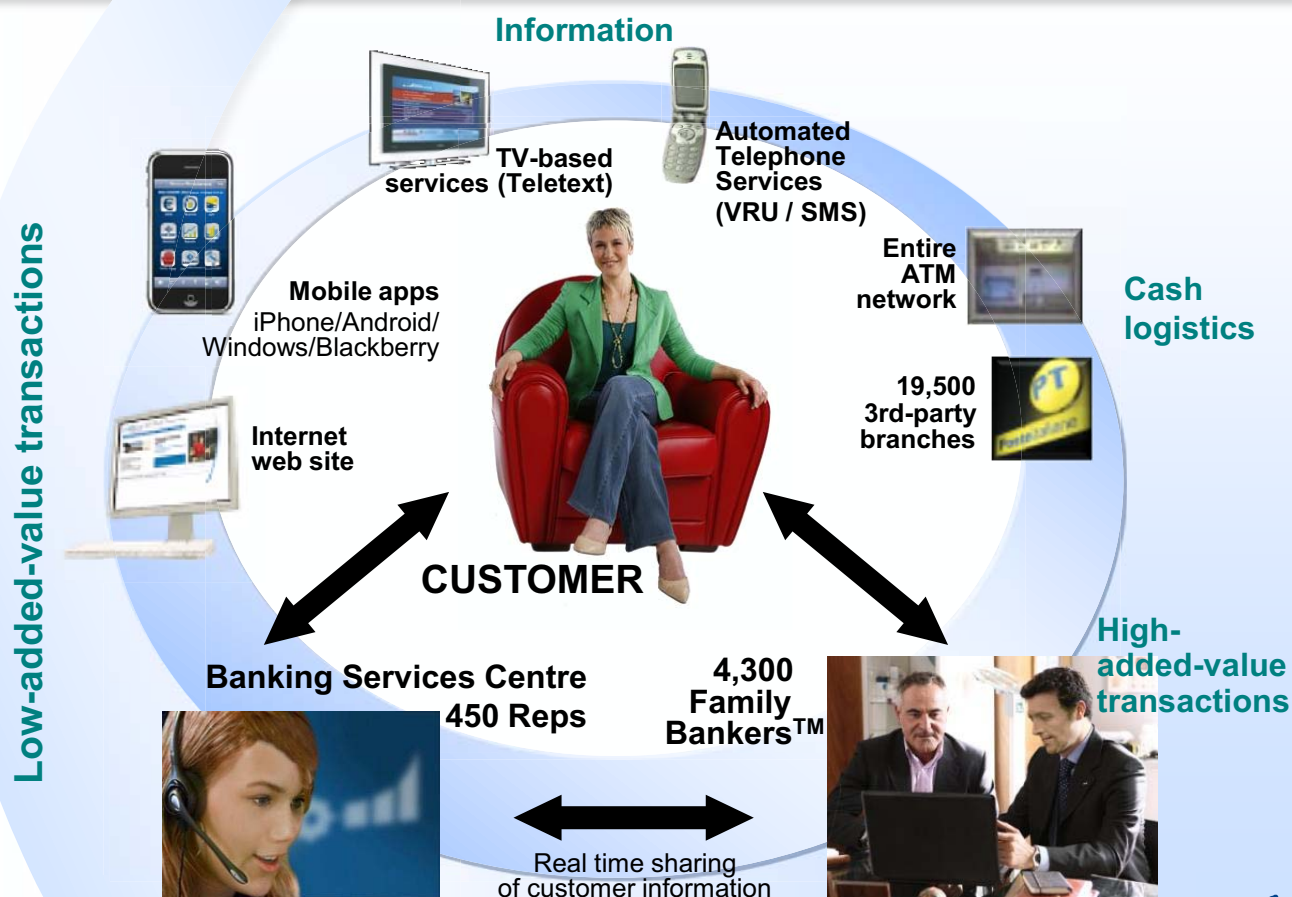 Information
TV-based
services (Teletext)
Automated
Telephone
Services
(VRU / SMS)
Entire
ATM
network
Cash
logistics
Mobile apps
iPhone/Android/
Windows/Blackberry
19,500
3rd-party
branches
PT
Posteitaliane
Internet
web site
Low-added-value transactions
CUSTOMER
High-
added-value
transactions
Banking Services Centre
450 Reps
4,300
Family
Bankers™
Real time sharing
of customer information